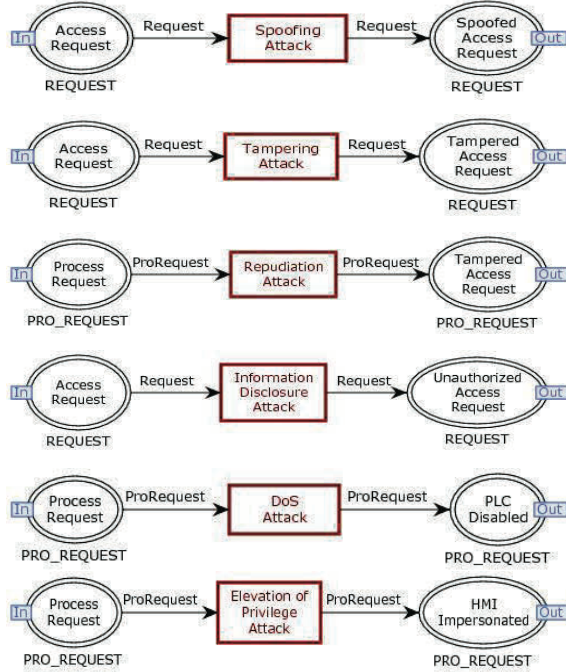 Access
Request
In
REQUEST
Request
Spoofing
Attack
Request
Spoofed
Access
Request
Out
REQUEST
Access
Request
In
REQUEST
Request
Tampering
Attack
Request
Tampered
Access
Request
Out
REQUEST
Process
Request
In
PRO_REQUEST
ProRequest
Repudiation
Attack
ProRequest
Tampered
Access
Request
Out
PRO_REQUEST
Access
Request
In
REQUEST
Request
Information
Disclosure
Attack
Request
Unauthorized
Access
Request
Out
REQUEST
Process
Request
In
PRO_REQUEST
ProRequest
DoS
Attack
ProRequest
PLC
Disabled
Out
PRO_REQUEST
Process
Request
In
PRO_REQUEST
ProRequest
Elevation of
Privilege
Attack
ProRequest
HMI
Impersonated
Out
PRO_REQUEST